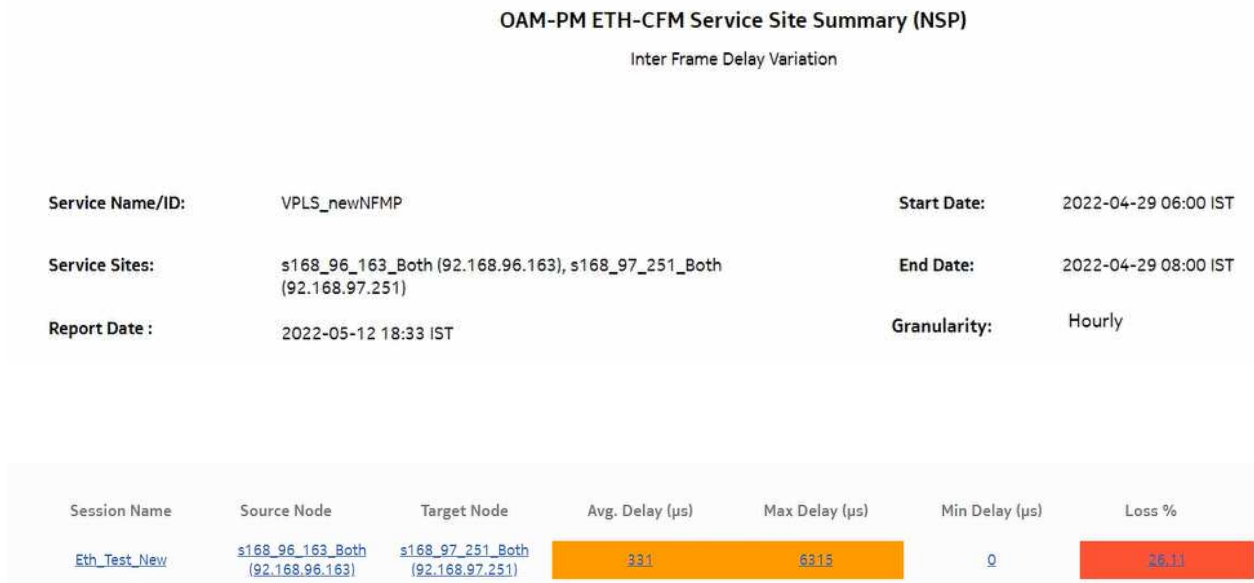 OAM-PM ETH-CFM Service Site Summary (NSP)
Inter Frame Delay Variation
Service Name/ID: VPLS_newNFMP Start Date: 2022-04-29 06:00 IST
Service Sites: s168_96_163_Both (92.168.96.163), s168_97_251_Both End Date: 2022-04-29 08:00 IST
(92.168.97.251)
Report Date : 2022-05-12 18:33 IST Granularity: Hourly
Session Name Source Node Target Node Avg. Delay (µs) Max Delay (µs) Min Delay (µs) Loss %
Eth_Test_New s168_96_163_Both s168_97_251_Both 331 6315 0 26.11
(92.168.96.163) (92.168.97.251)